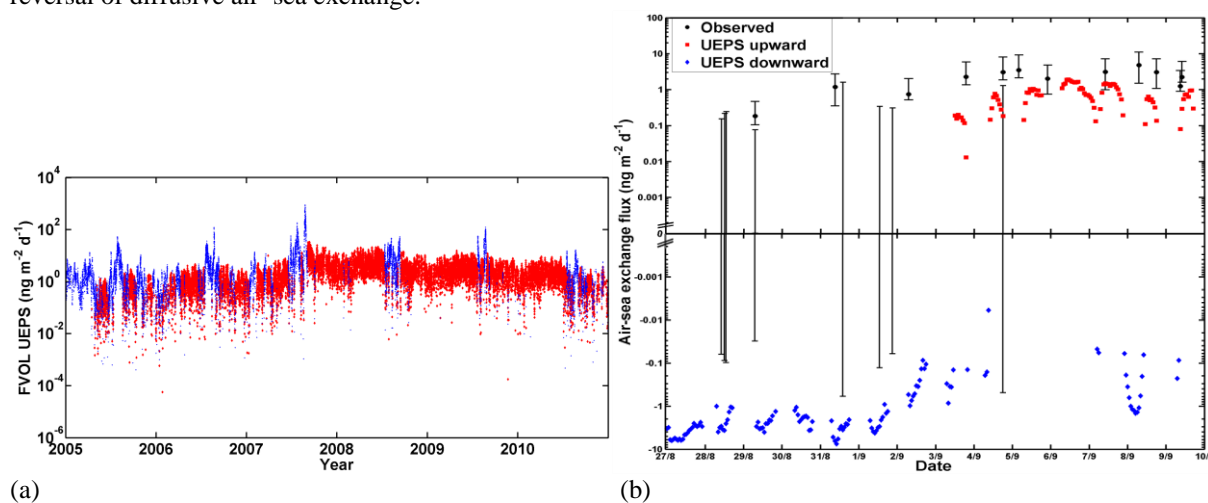 reversal of diffusive air–sea exchange.
10^4
10^2
10^0
10^-2
10^-4
10^-6
FVOL UEPS (ng m^-2 d^-1)
2005 2006 2007 2008 2009 2010
Year
(a)
Observed
UEPS upward
UEPS downward
100
10
1
0.1
0.01
0.001
0
-0.001
-0.01
-0.1
-1
-10
Air-sea exchange flux (ng m^-2 d^-1)
27/8 28/8 29/8 30/8 31/8 1/9 2/9 3/9 4/9 5/9 6/9 7/9 8/9 9/9 10/
Date
(b)